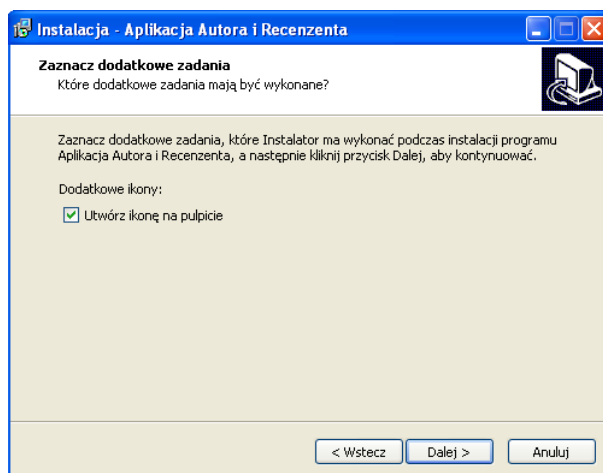 Instalacja - Aplikacja Autora i Recenzenta
Zaznacz dodatkowe zadania
Które dodatkowe zadania mają być wykonane?
Zaznacz dodatkowe zadania, które Instalator ma wykonać podczas instalacji programu
Aplikacja Autora i Recenzenta, a następnie kliknij przycisk Dalej, aby kontynuować.
Dodatkowe ikony:
Utwórz ikonę na pulpicie
< Wstecz
Dalej >
Anuluj